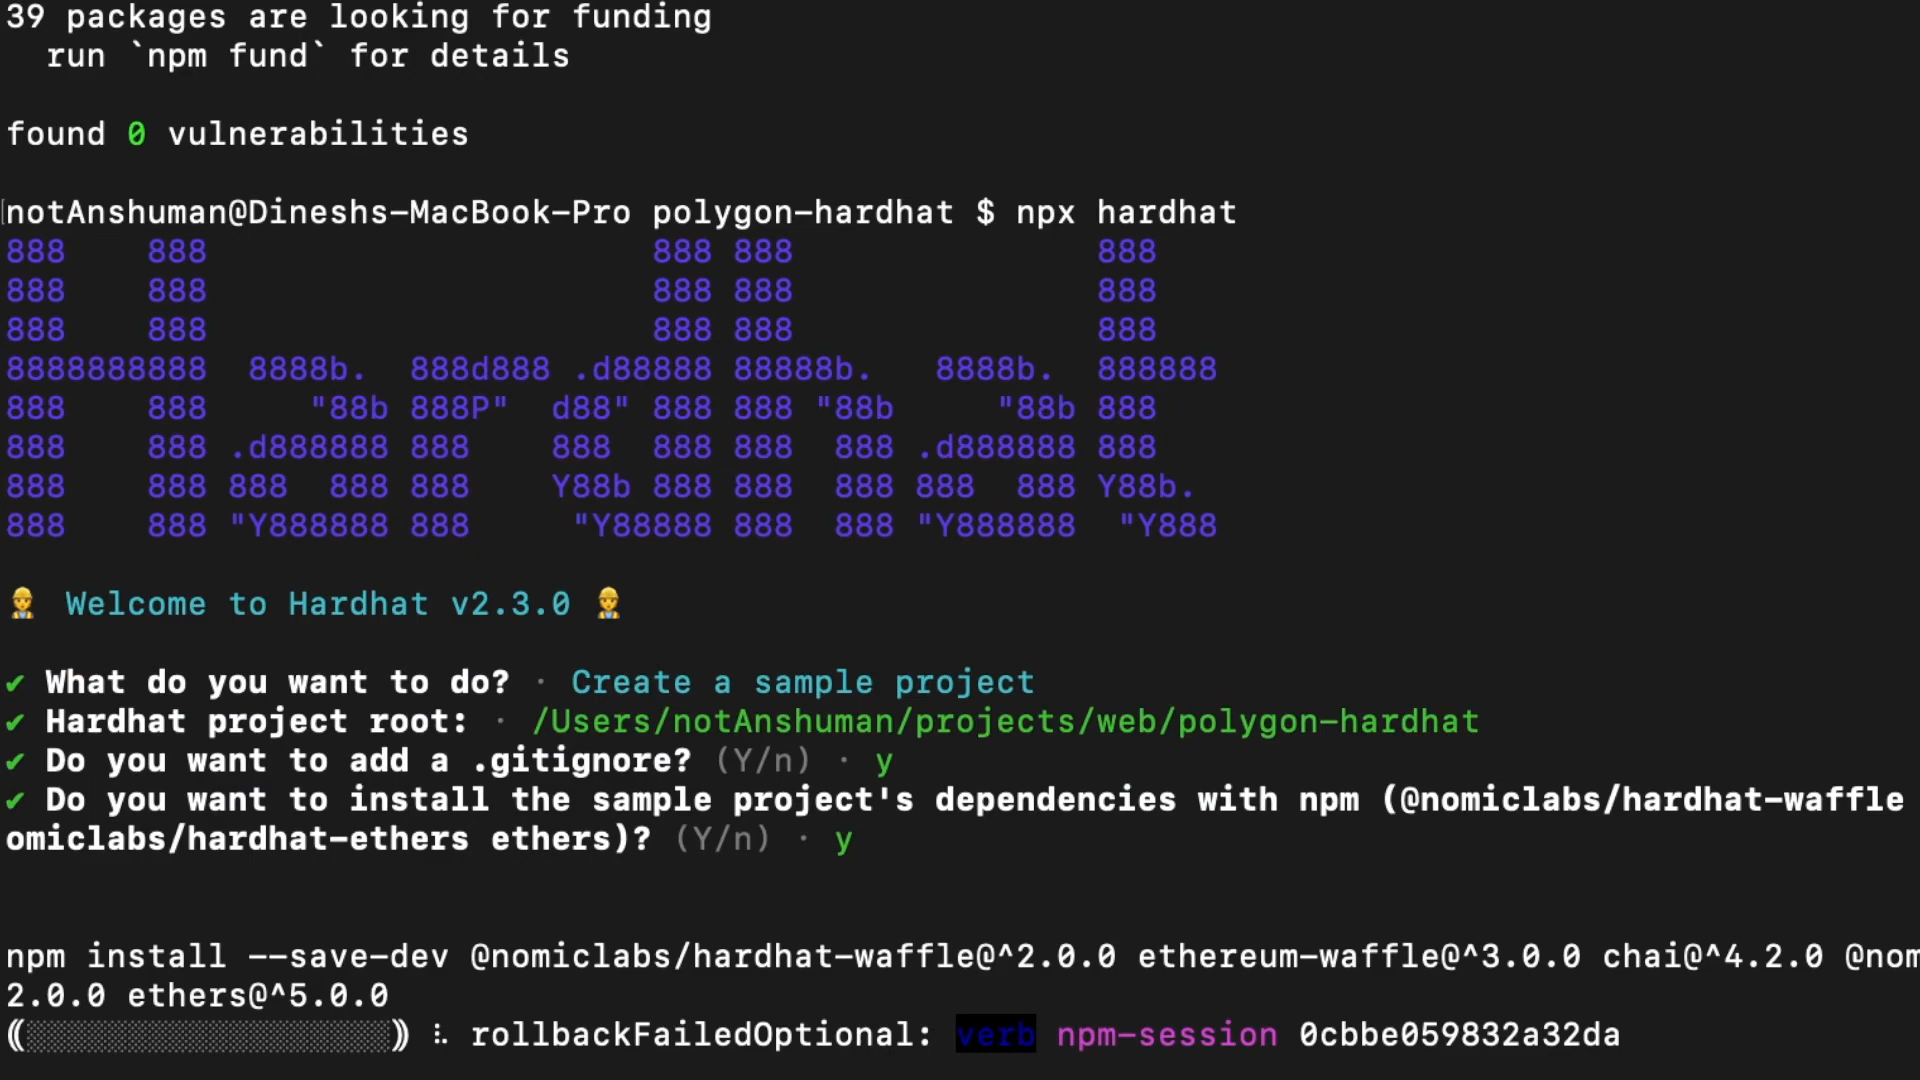 39 packages are looking for funding
  run `npm fund` for details
found 0 vulnerabilities
notAnshuman@Dineshs-MacBook-Pro polygon-hardhat $ npx hardhat
888    888                      888 888               888
888    888                      888 888               888
888    888                      888 888               888
8888888888  8888b.  888d888 .d88888 88888b.   8888b.  888888
888    888     "88b 888P"  d88" 888 888 "88b     "88b 888
888    888 .d888888 888    888  888 888  888 .d888888 888
888    888 888  888 888    Y88b 888 888  888 888  888 Y88b.
888    888 "Y888888 888     "Y88888 888  888 "Y888888  "Y888
👷 Welcome to Hardhat v2.3.0 👷
✔ What do you want to do? · Create a sample project
✔ Hardhat project root: · /Users/notAnshuman/projects/web/polygon-hardhat
✔ Do you want to add a .gitignore? (Y/n) · y
✔ Do you want to install the sample project's dependencies with npm (@nomiclabs/hardhat-waffle
omiclabs/hardhat-ethers ethers)? (Y/n) · y
npm install --save-dev @nomiclabs/hardhat-waffle@^2.0.0 ethereum-waffle@^3.0.0 chai@^4.2.0 @nom
2.0.0 ethers@^5.0.0
(░░░░░░░░░░░░░░░░░░) ⠧ rollbackFailedOptional: verb npm-session 0cbbe059832a32da